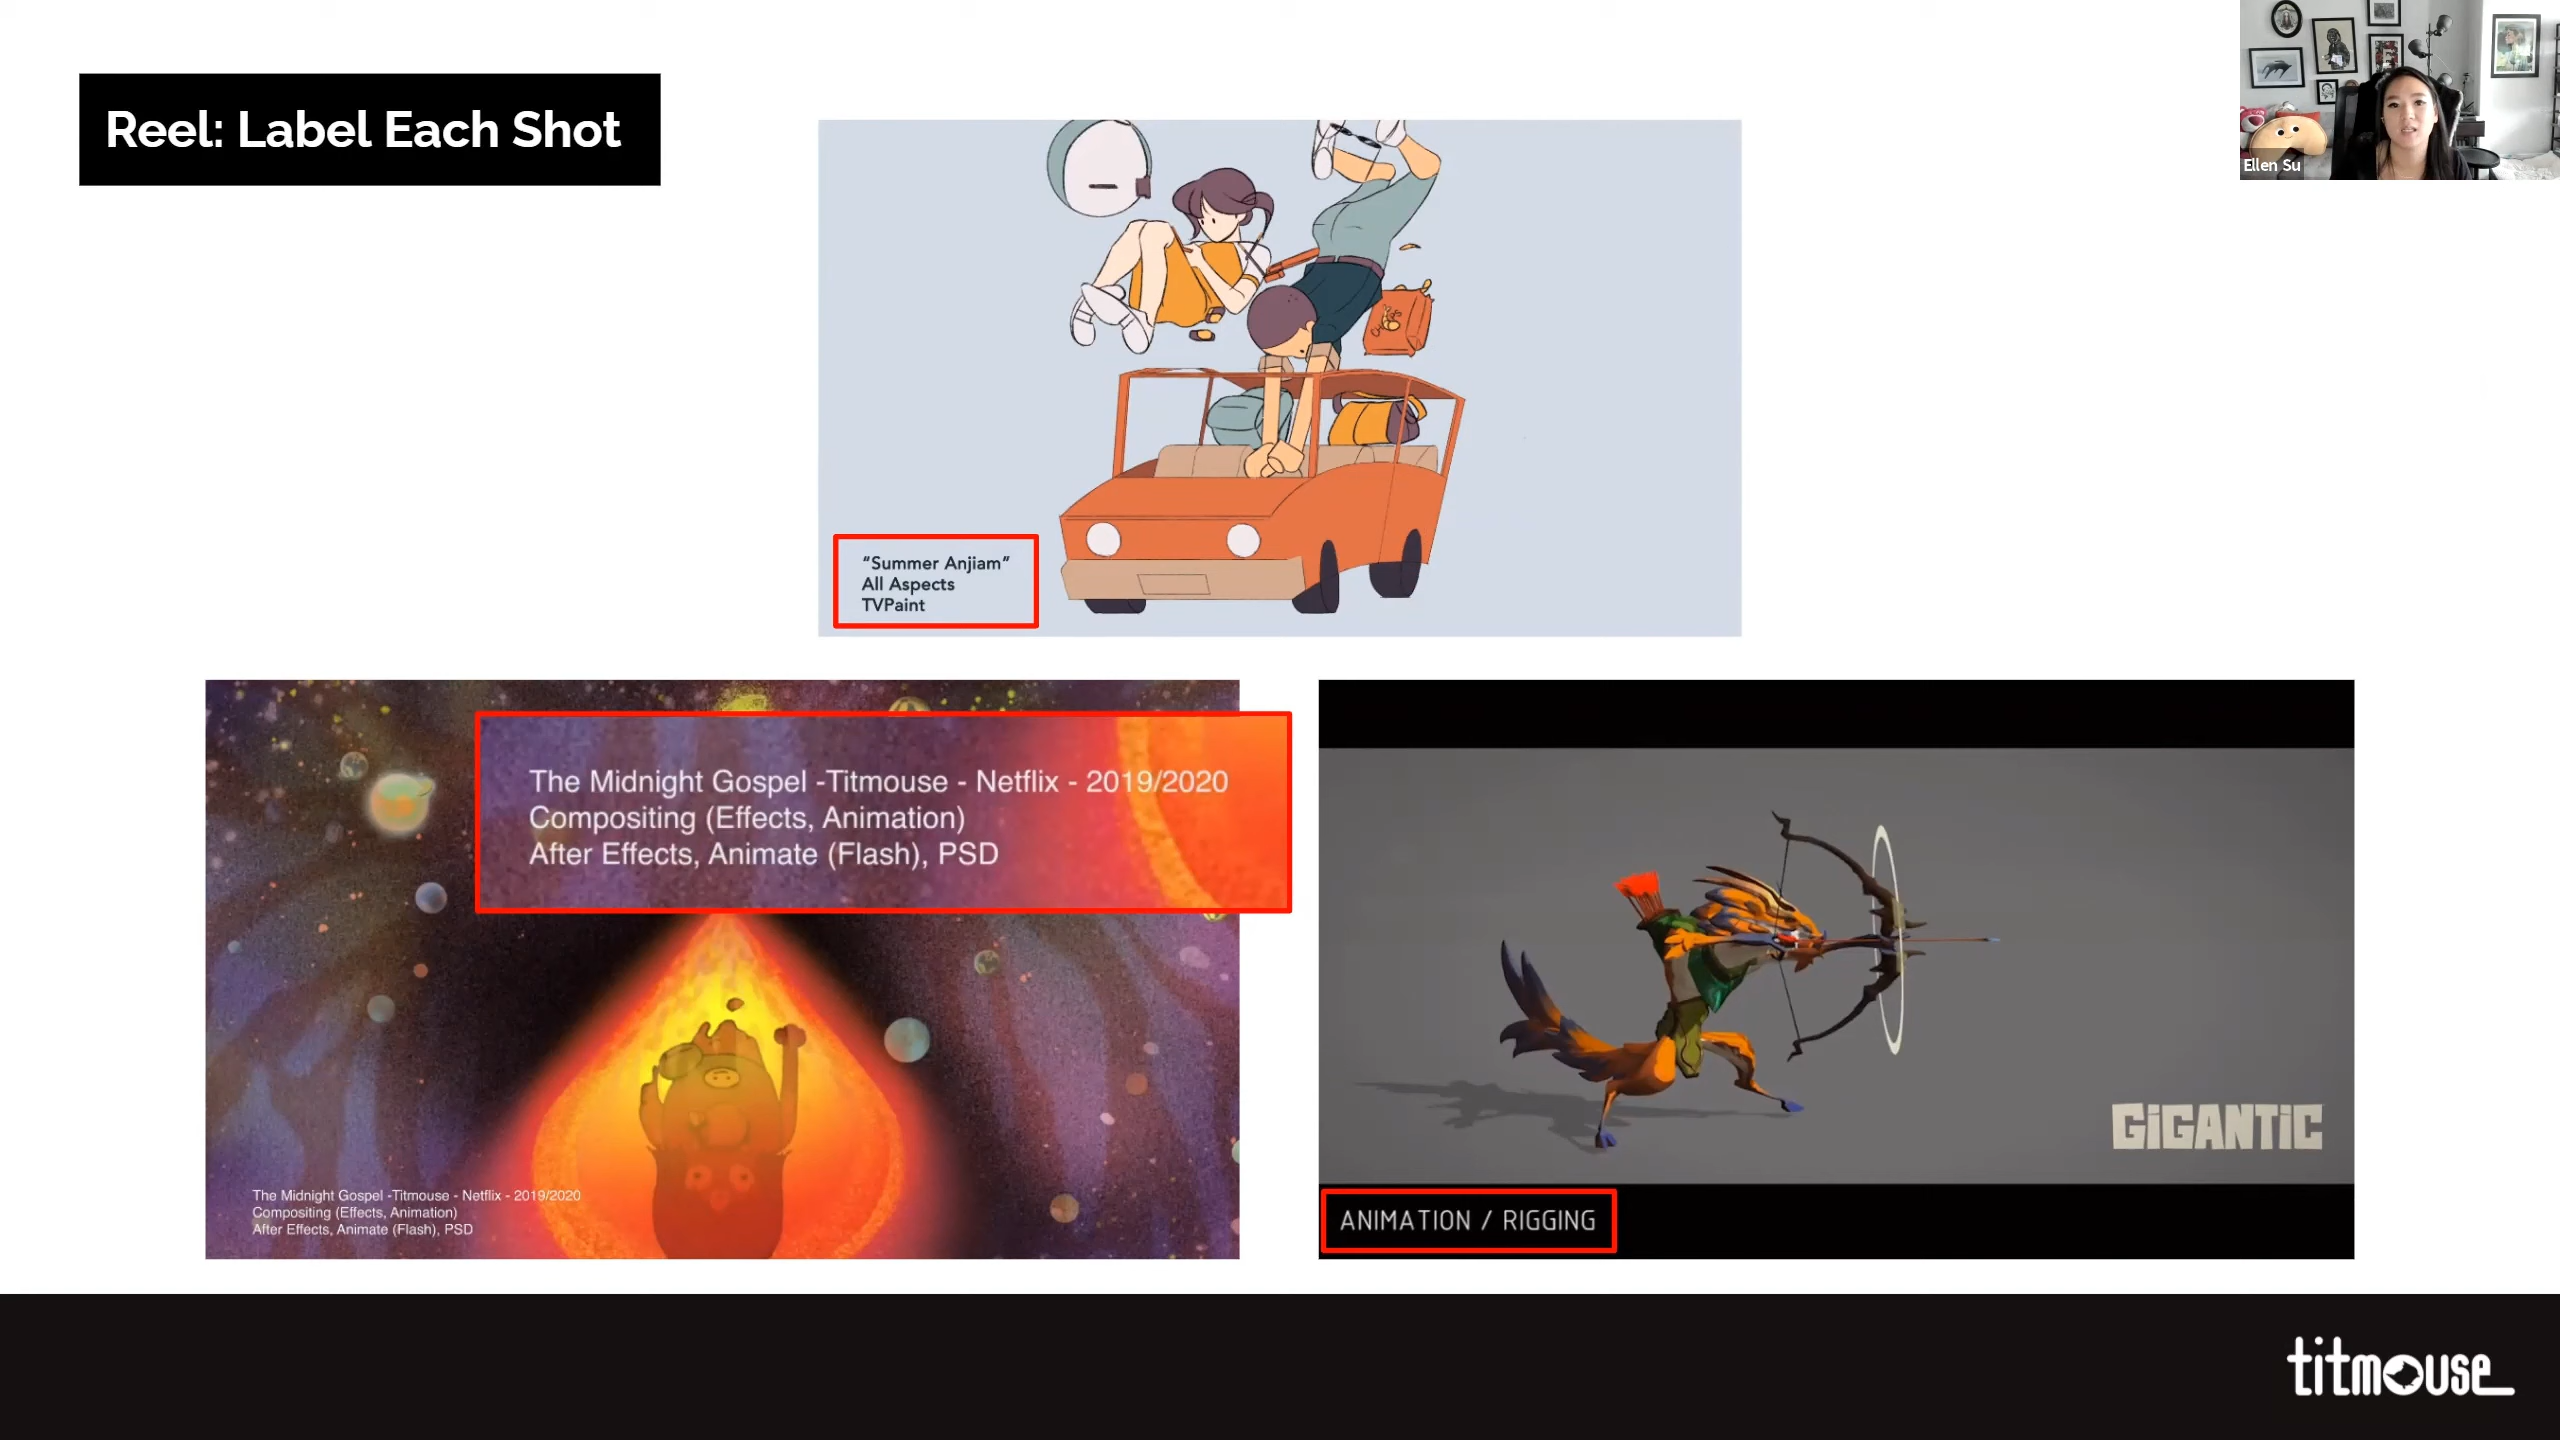 Reel: Label Each Shot
Ellen Su
“Summer Anjiam”
All Aspects
TVPaint
The Midnight Gospel -Titmouse - Netflix - 2019/2020
Compositing (Effects, Animation)
After Effects, Animate (Flash), PSD
The Midnight Gospel -Titmouse - Netflix - 2019/2020
Compositing (Effects, Animation)
After Effects, Animate (Flash), PSD
GiGANTiC
ANIMATION / RIGGING
titmouse